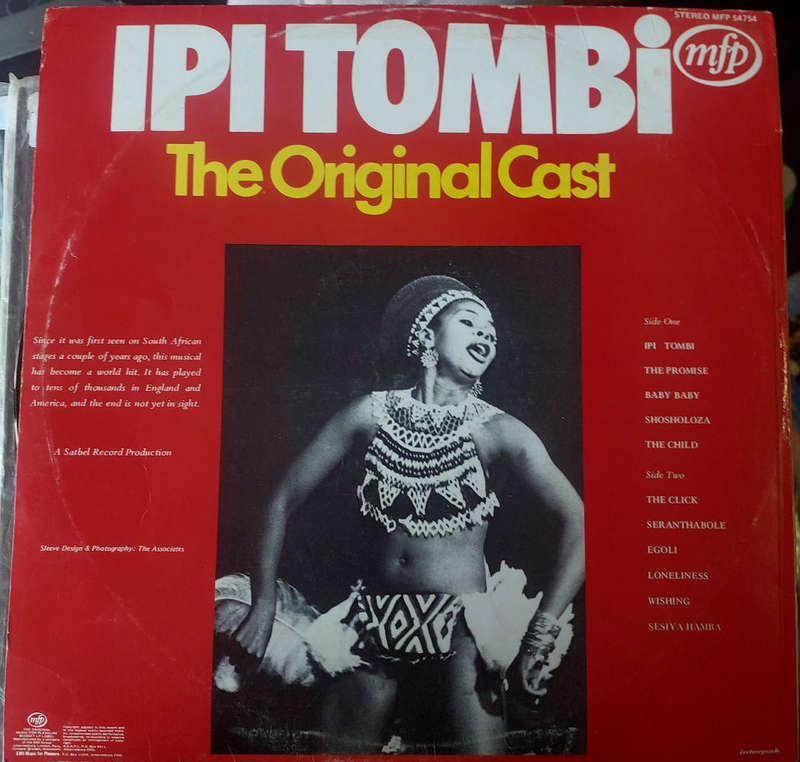 STEREO MFP 54754
IPI TOMBi
mfp
The Original Cast
Since it was first seen on South African
stages a couple of years ago, this musical
has become a world hit. It has played
to tens of thousands in England and
America, and the end is not yet in sight.
A Satbel Record Production
Sleeve Design & Photography: The Associates
Side One
IPI TOMBI
THE PROMISE
BABY BABY
SHOSHOLOZA
THE CHILD
Side Two
THE CLICK
SERANTHABOLE
EGOLI
LONELINESS
WISHING
SESIYA HAMBA
mfp
MUSIC FOR PLEASURE